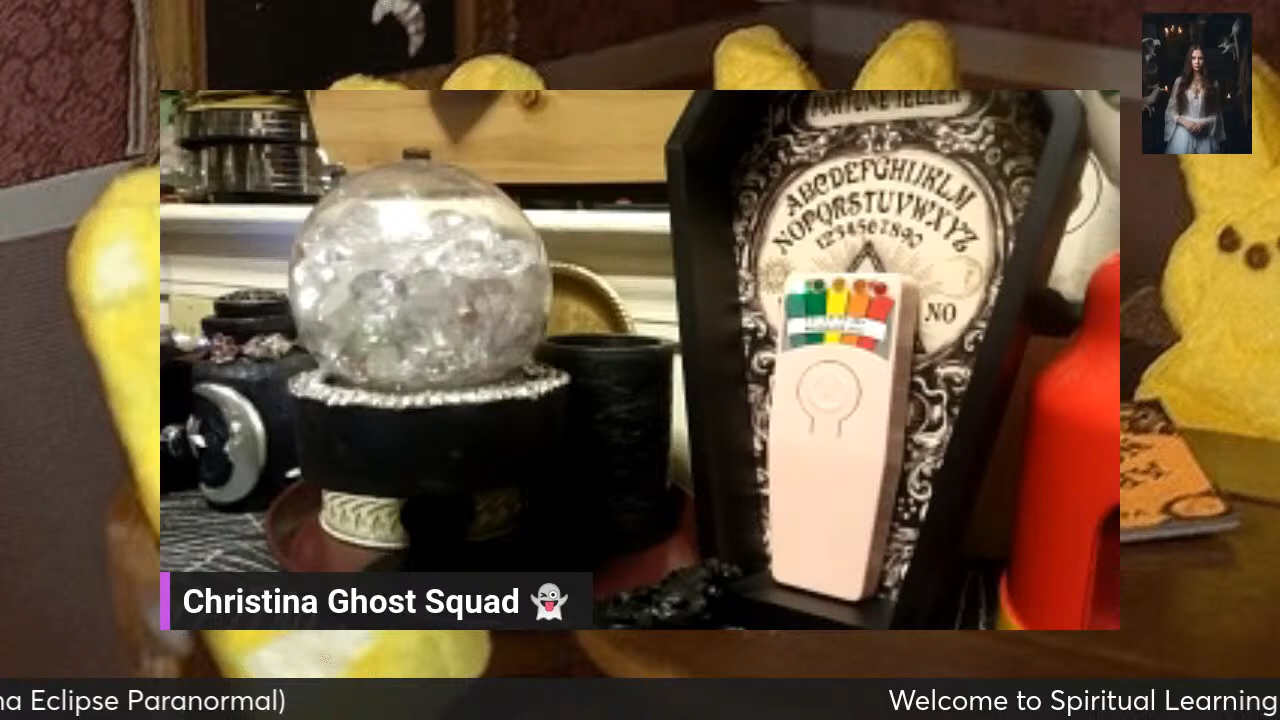 FORTUNE TELLER
ABCDEFGHIJKLM
NOPQRSTUVWXYZ
1234567890
NO
Christina Ghost Squad 👻
na Eclipse Paranormal)
Welcome to Spiritual Learning